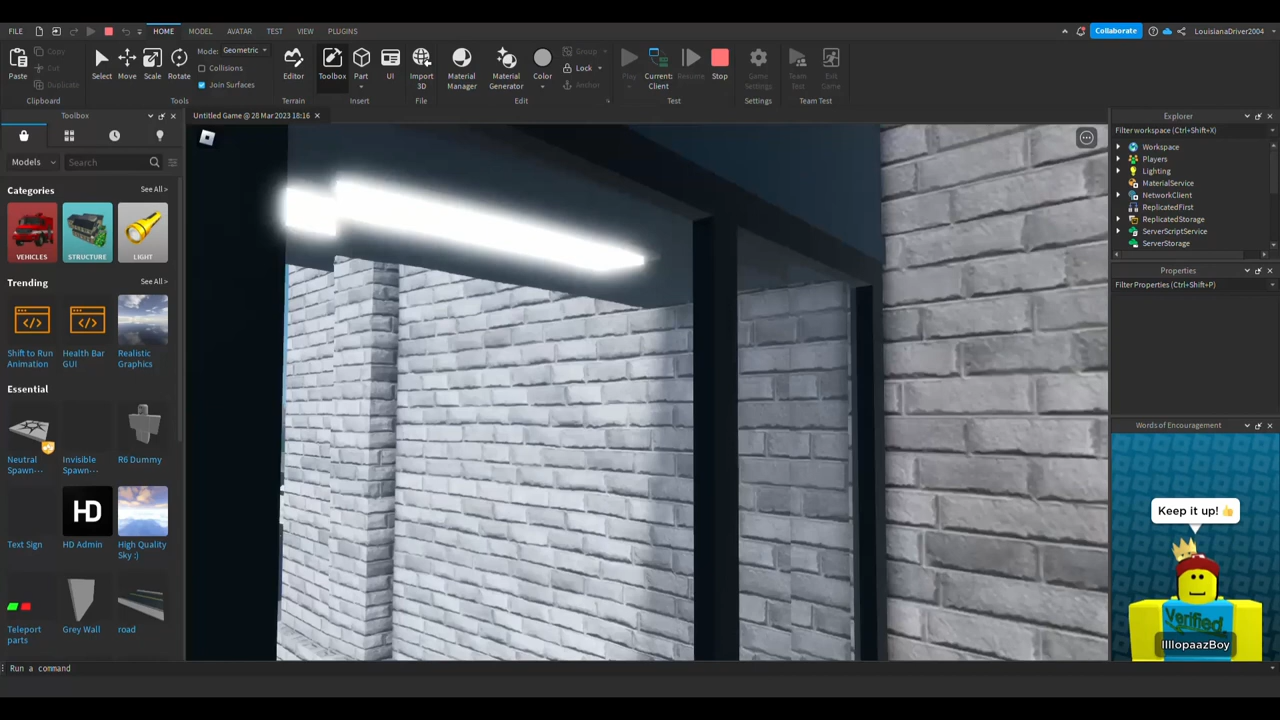 FILE
HOME
MODEL
AVATAR
TEST
VIEW
PLUGINS
Collaborate
LouisianaDriver2004
Paste
Copy
Cut
Duplicate
Clipboard
Select
Move
Scale
Rotate
Mode: Geometric
Collisions
Join Surfaces
Tools
Editor
Terrain
Toolbox
Part
UI
Insert
Import
3D
File
Material
Manager
Material
Generator
Color
Group
Lock
Anchor
Edit
Play
Current:
Client
Resume
Stop
Test
Game
Settings
Settings
Team
Test
Exit
Game
Team Test
Toolbox
Untitled Game @ 28 Mar 2023 18:16
Models
Search
Categories
See All >
VEHICLES
STRUCTURE
LIGHT
Trending
See All >
Shift to Run
Animation
Health Bar
GUI
Realistic
Graphics
Essential
Neutral
Spawn···
Invisible
Spawn···
R6 Dummy
HD
Text Sign
HD Admin
High Quality
Sky :)
Teleport
parts
Grey Wall
road
Explorer
Filter workspace (Ctrl+Shift+X)
Workspace
Players
Lighting
MaterialService
NetworkClient
ReplicatedFirst
ReplicatedStorage
ServerScriptService
ServerStorage
Properties
Filter Properties (Ctrl+Shift+P)
Words of Encouragement
Keep it up! 👍
Verified
Run a command